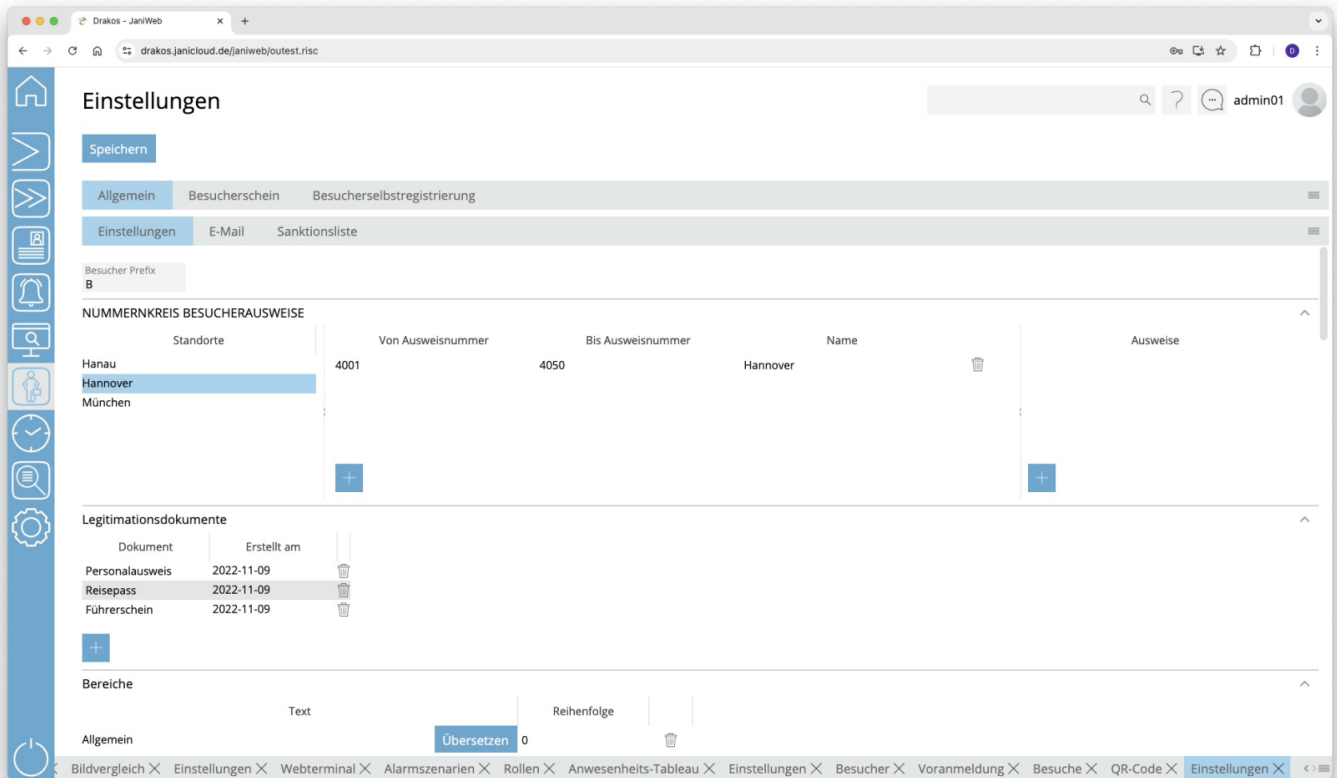 Drakos - JaniWeb
drakos.janicloud.de/janiweb/outest.risc
D
Einstellungen
admin01
Speichern
Allgemein Besucherschein Besucherselbstregistrierung
Einstellungen E-Mail Sanktionsliste
Besucher Prefix
B
NUMMERNKREIS BESUCHERAUSWEISE
Standorte Von Ausweisnummer Bis Ausweisnummer Name Ausweise
Hanau 4001 4050 Hannover
Hannover
München
Legitimationsdokumente
Dokument Erstellt am
Personalausweis 2022-11-09
Reisepass 2022-11-09
Führerschein 2022-11-09
Bereiche
Text Reihenfolge
Allgemein Übersetzen 0
Bildvergleich Einstellungen Webterminal Alarmszenarien Rollen Anwesenheits-Tableau Einstellungen Besucher Voranmeldung Besuche QR-Code Einstellungen